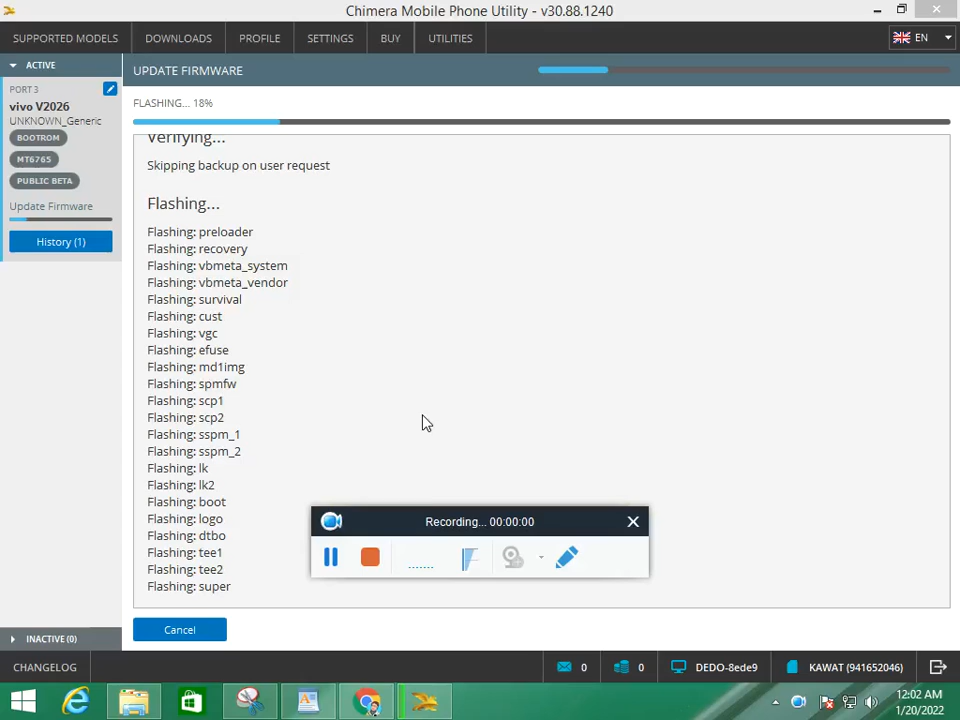 Chimera Mobile Phone Utility - v30.88.1240
SUPPORTED MODELS
DOWNLOADS
PROFILE
SETTINGS
BUY
UTILITIES
EN
ACTIVE
UPDATE FIRMWARE
PORT 3
vivo V2026
UNKNOWN_Generic
BOOTROM
MT6765
PUBLIC BETA
Update Firmware
History (1)
FLASHING... 18%
Verifying...
Skipping backup on user request
Flashing...
Flashing: preloader
Flashing: recovery
Flashing: vbmeta_system
Flashing: vbmeta_vendor
Flashing: survival
Flashing: cust
Flashing: vgc
Flashing: efuse
Flashing: md1img
Flashing: spmfw
Flashing: scp1
Flashing: scp2
Flashing: sspm_1
Flashing: sspm_2
Flashing: lk
Flashing: lk2
Flashing: boot
Flashing: logo
Flashing: dtbo
Flashing: tee1
Flashing: tee2
Flashing: super
Recording... 00:00:00
Cancel
INACTIVE (0)
CHANGELOG
0
0
DEDO-8ede9
KAWAT (941652046)
12:02 AM
1/20/2022